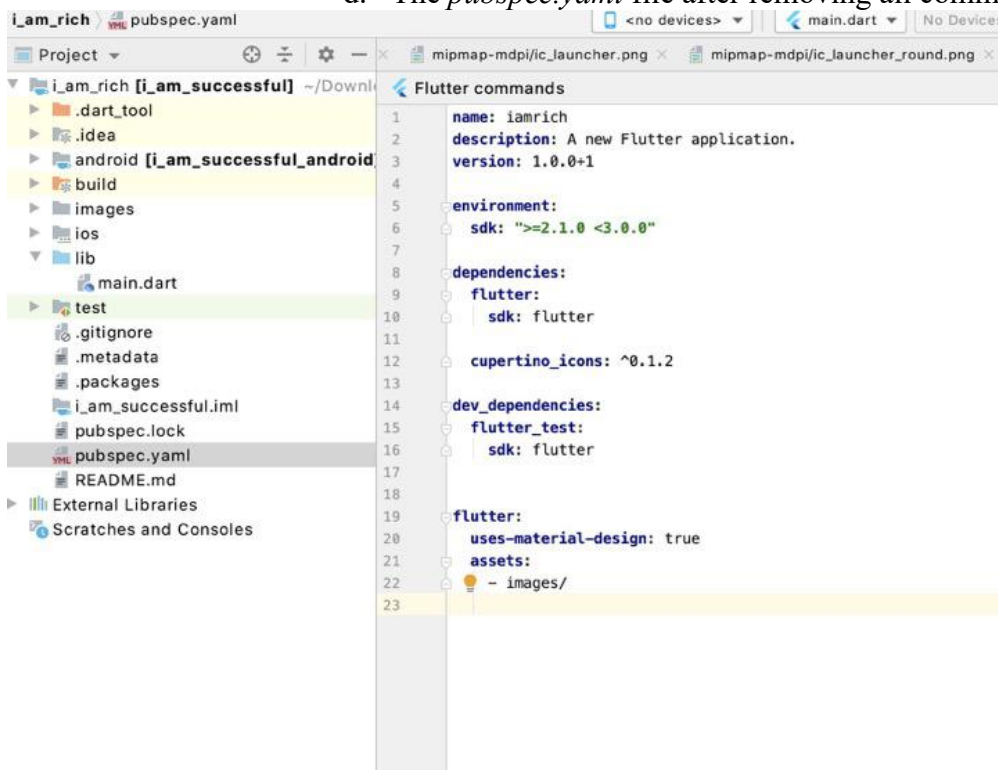 d. The pubspec.yaml file after removing all comm
i_am_rich pubspec.yaml
<no devices> main.dart No Devices
Project
mipmap-mdpi/ic_launcher.png mipmap-mdpi/ic_launcher_round.png
i_am_rich [i_am_successful] ~/Downl
.dart_tool
.idea
android [i_am_successful_android]
build
images
ios
lib
main.dart
test
.gitignore
.metadata
.packages
i_am_successful.iml
pubspec.lock
pubspec.yaml
README.md
External Libraries
Scratches and Consoles
Flutter commands
1 name: iamrich
2 description: A new Flutter application.
3 version: 1.0.0+1
4
5 environment:
6 sdk: ">=2.1.0 <3.0.0"
7
8 dependencies:
9 flutter:
10 sdk: flutter
11
12 cupertino_icons: ^0.1.2
13
14 dev_dependencies:
15 flutter_test:
16 sdk: flutter
17
18
19 flutter:
20 uses-material-design: true
21 assets:
22 - images/
23